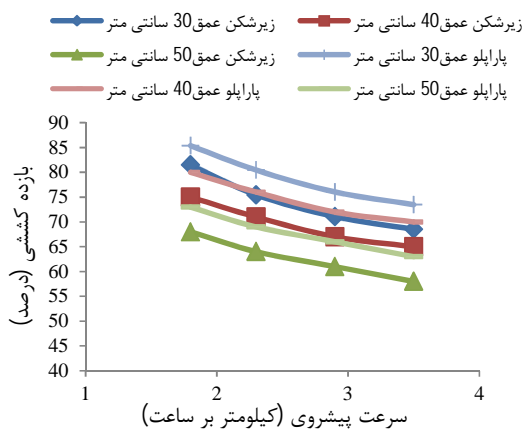 زیرشکن عمق30 سانتی متر
زیرشکن عمق40 سانتی متر
زیرشکن عمق50 سانتی متر
پاراپلو عمق30 سانتی متر
پاراپلو عمق40 سانتی متر
پاراپلو عمق50 سانتی متر
بازده کششی (درصد)
90
85
80
75
70
65
60
55
50
45
40
1 2 3 4
سرعت پیشروی (کیلومتر بر ساعت)